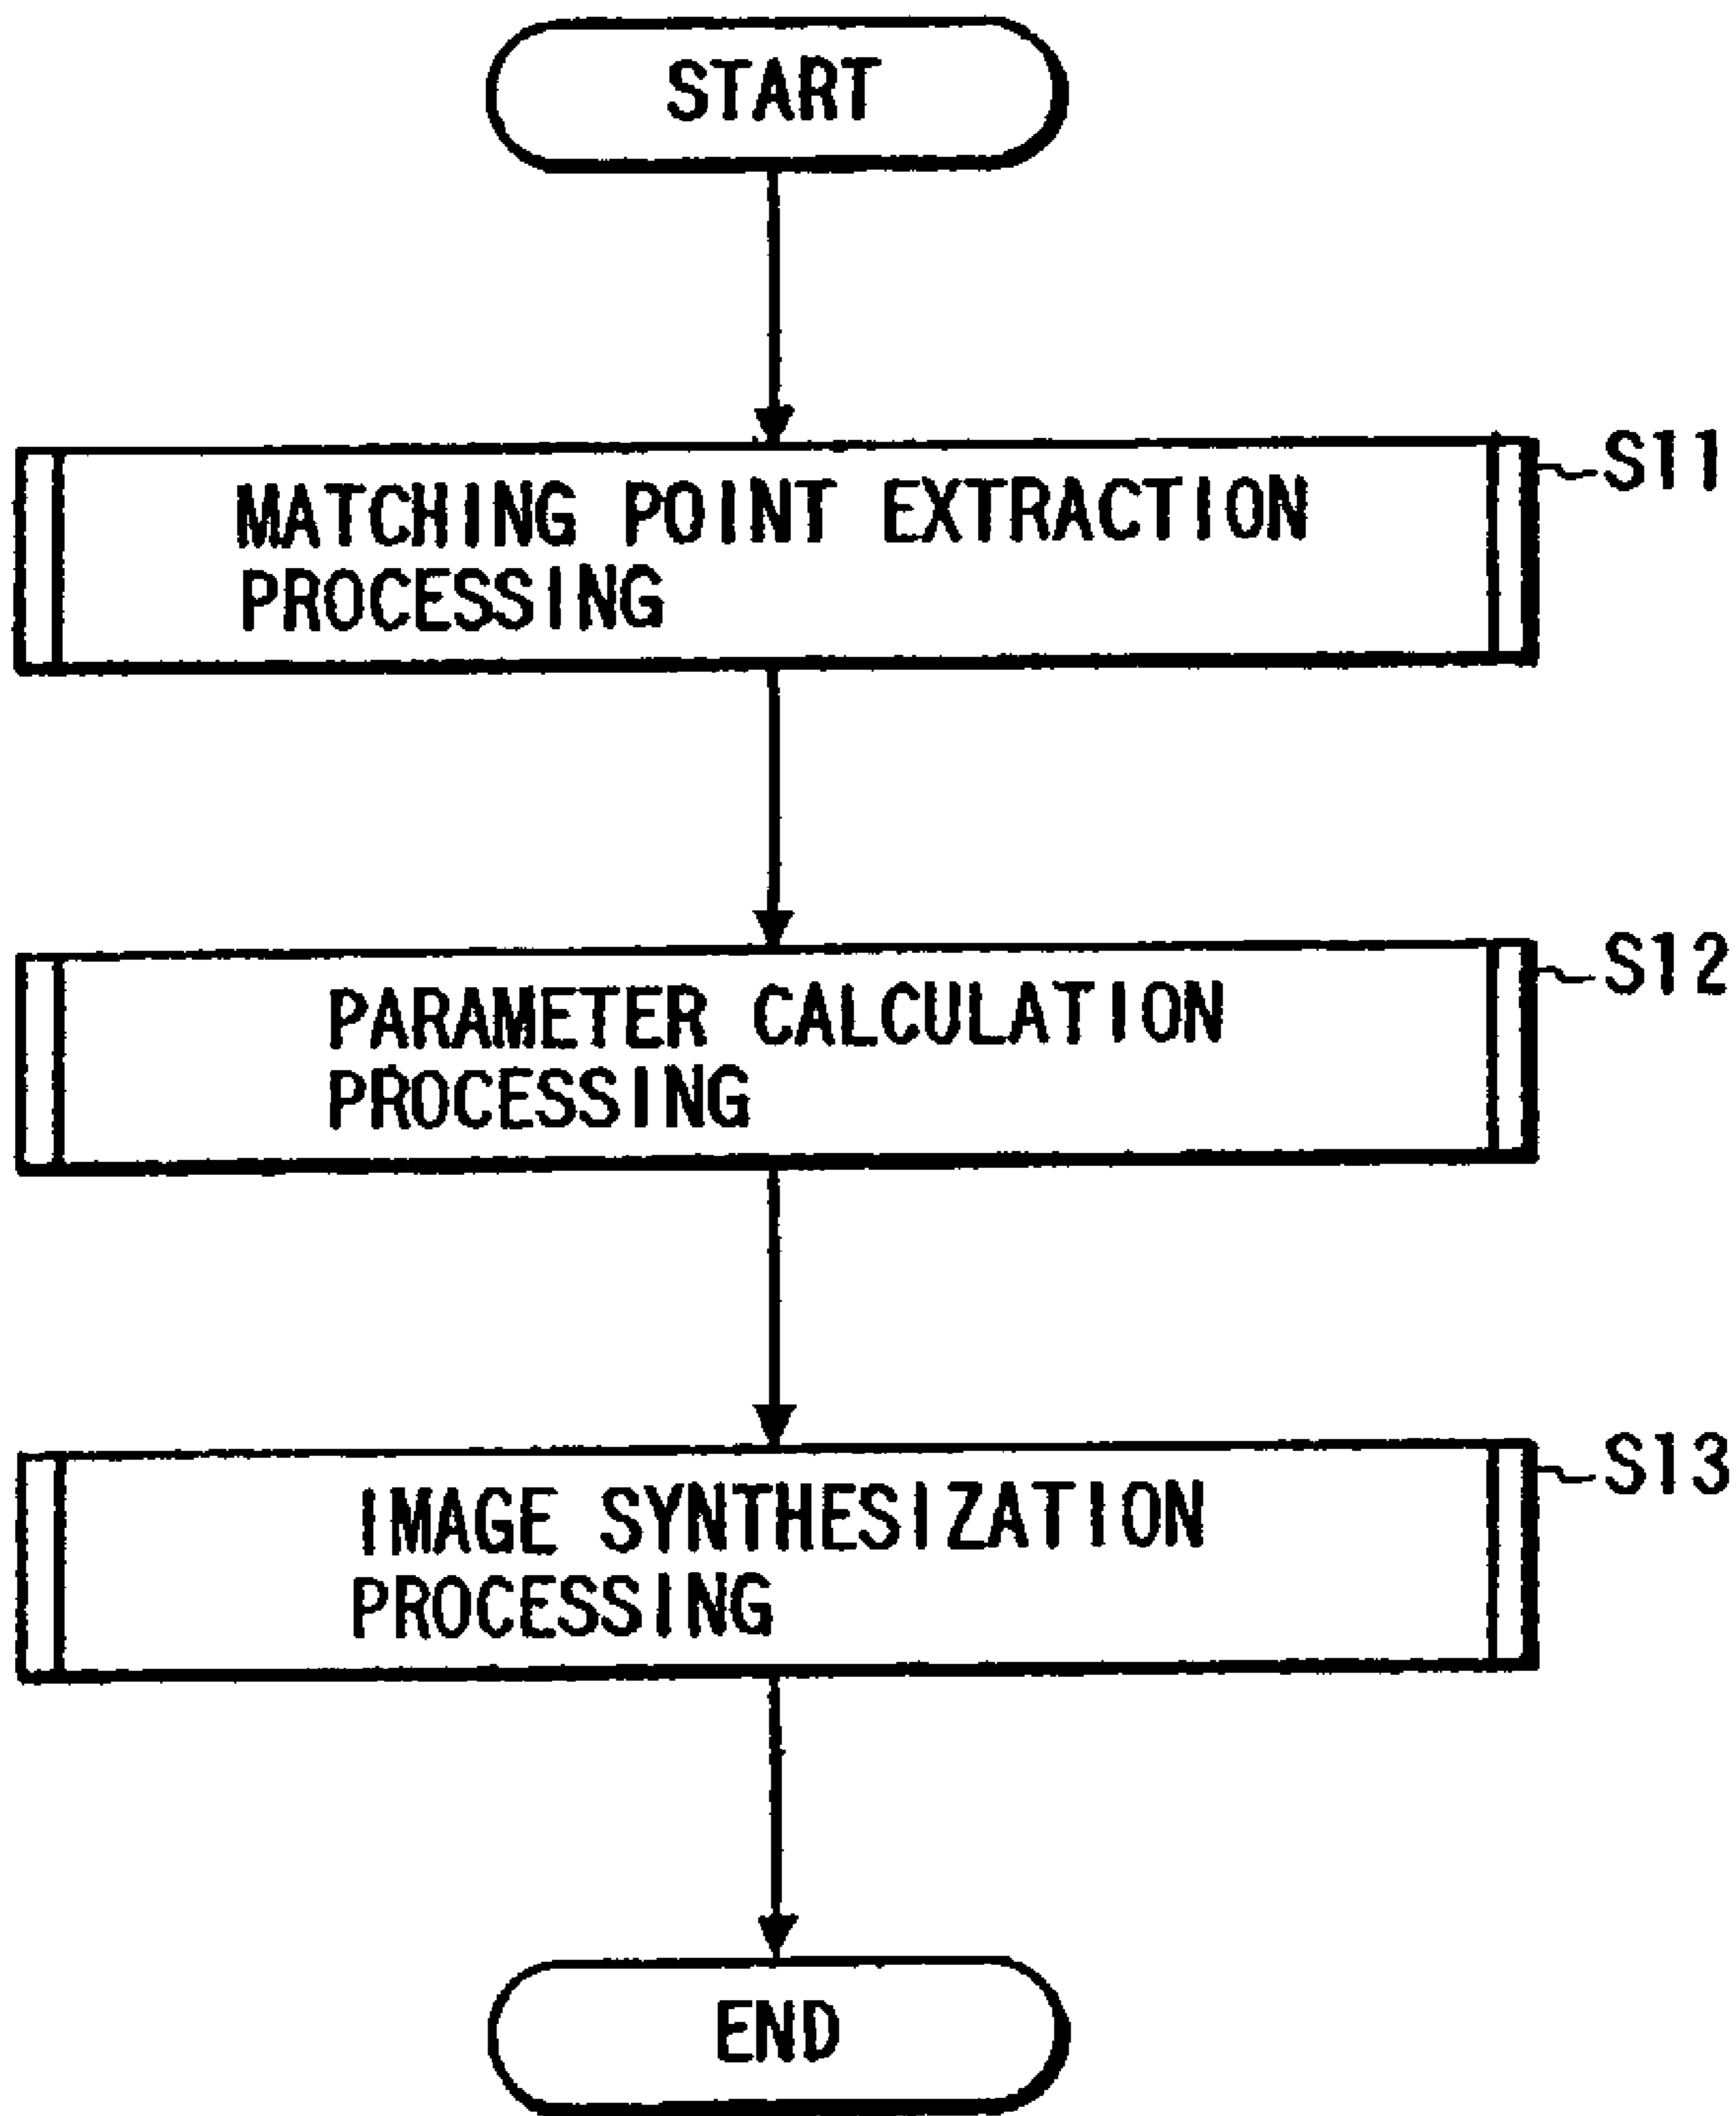 START
S11
MATCHING POINT EXTRACTION
PROCESSING
S12
PARAMETER CALCULATION
PROCESSING
S13
IMAGE SYNTHESIZATION
PROCESSING
END